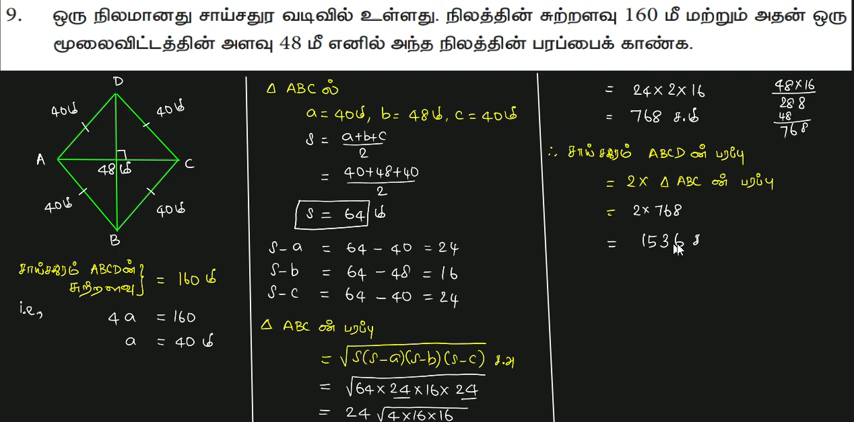 9. ஒரு நிலமானது சாய்சதுர வடிவில் உள்ளது. நிலத்தின் சுற்றளவு 160 மீ மற்றும் அதன் ஒரு
மூலைவிட்டத்தின் அளவு 48 மீ எனில் அந்த நிலத்தின் பரப்பைக் காண்க.
D
40மீ 40மீ
A 48மீ C
40மீ 40மீ
B
சாய்சதுரம் ABCDன்
சுற்றளவு } = 160 மீ
i.e,
4a = 160
a = 40 மீ
Δ ABC ல்
a = 40மீ, b = 48மீ, c = 40மீ
s = a+b+c / 2
= 40+48+40 / 2
s = 64 மீ
s-a = 64 - 40 = 24
s-b = 64 - 48 = 16
s-c = 64 - 40 = 24
Δ ABC ன் பரப்பு
= √s(s-a)(s-b)(s-c) ச.அ
= √64×24×16×24
= 24 √4×16×16
= 24×2×16
= 768 ச.மீ
48×16
288
48
768
∴ சாய்சதுரம் ABCD ன் பரப்பு
= 2× Δ ABC ன் பரப்பு
= 2×768
= 1536 ச